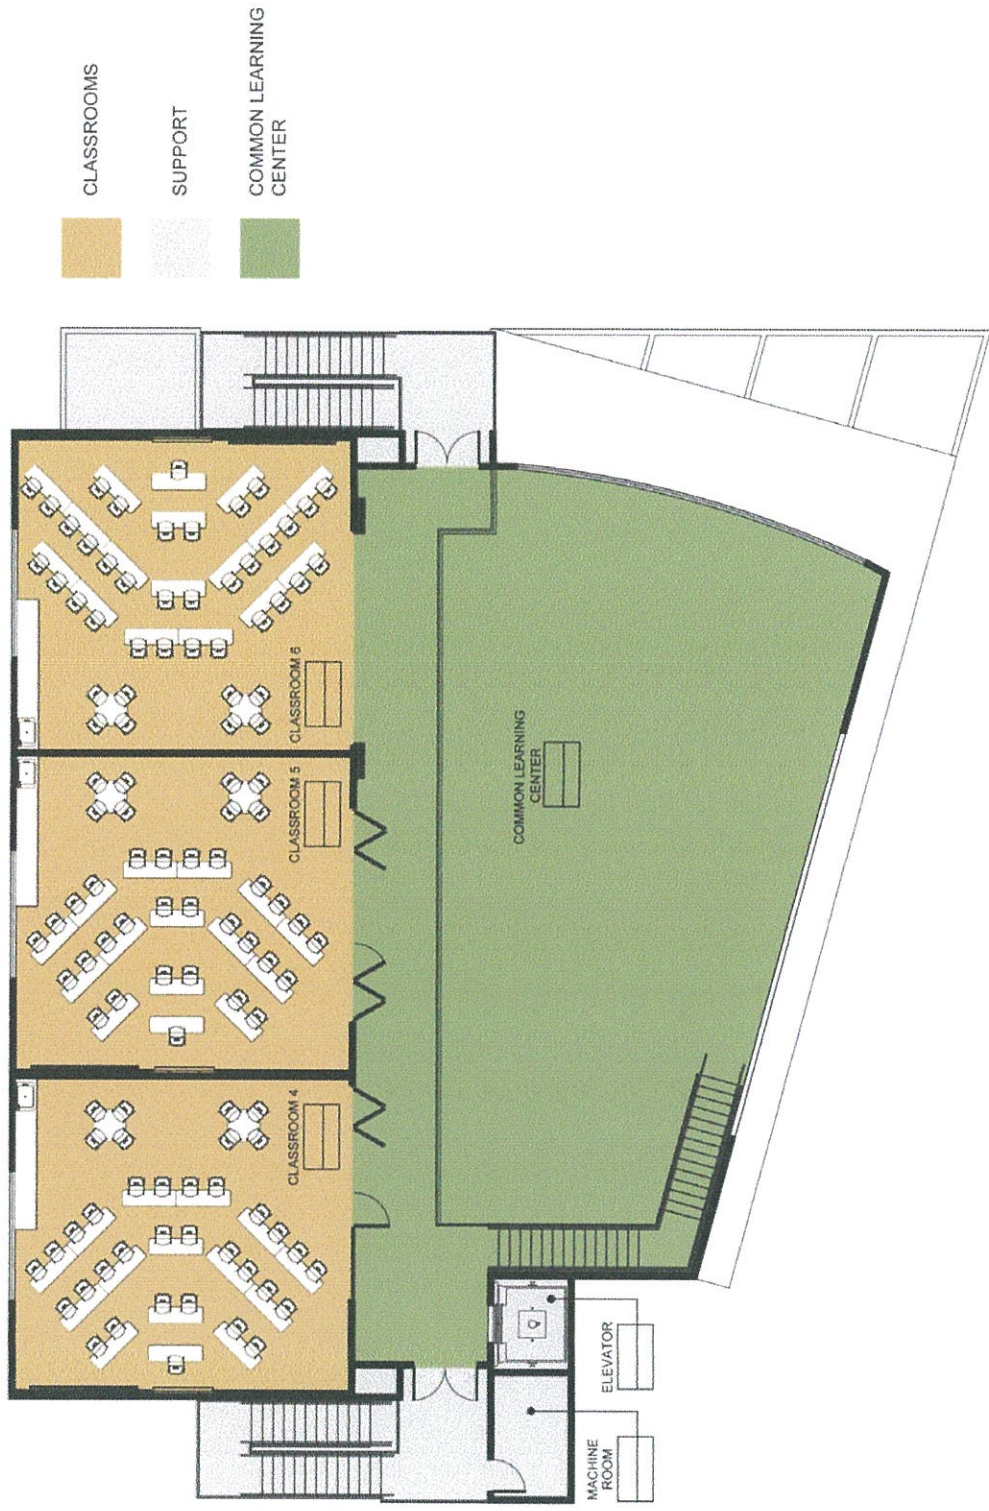 CLASSROOMS
SUPPORT
COMMON LEARNING
CENTER
CLASSROOM 4
CLASSROOM 5
CLASSROOM 6
COMMON LEARNING
CENTER
MACHINE
ROOM
ELEVATOR